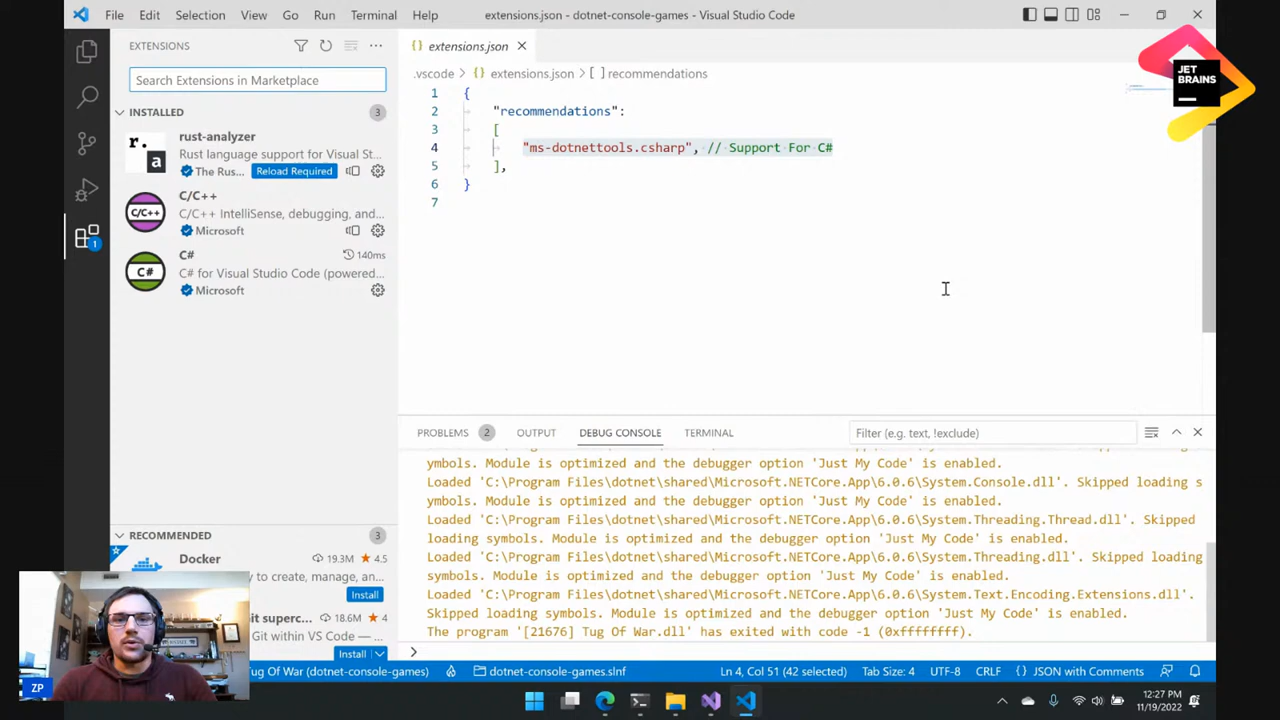 File Edit Selection View Go Run Terminal Help
extensions.json - dotnet-console-games - Visual Studio Code
EXTENSIONS
Search Extensions in Marketplace
INSTALLED 3
rust-analyzer
Rust language support for Visual St
The Rus... Reload Required
C/C++
C/C++ IntelliSense, debugging, and...
Microsoft
C# 140ms
C# for Visual Studio Code (powered...
Microsoft
1
RECOMMENDED 3
Docker 19.3M 4.5
y to create, manage, an...
Install
it superc... 18.6M 4
Git within VS Code —...
Install
extensions.json
.vscode > extensions.json > [ ] recommendations
1 {
2 "recommendations":
3 [
4 "ms-dotnettools.csharp", // Support For C#
5 ],
6 }
7
JET
BRAINS
PROBLEMS 2 OUTPUT DEBUG CONSOLE TERMINAL
Filter (e.g. text, !exclude)
ymbols. Module is optimized and the debugger option 'Just My Code' is enabled.
Loaded 'C:\Program Files\dotnet\shared\Microsoft.NETCore.App\6.0.6\System.Console.dll'. Skipped loading s
ymbols. Module is optimized and the debugger option 'Just My Code' is enabled.
Loaded 'C:\Program Files\dotnet\shared\Microsoft.NETCore.App\6.0.6\System.Threading.Thread.dll'. Skipped
loading symbols. Module is optimized and the debugger option 'Just My Code' is enabled.
Loaded 'C:\Program Files\dotnet\shared\Microsoft.NETCore.App\6.0.6\System.Threading.dll'. Skipped loading
symbols. Module is optimized and the debugger option 'Just My Code' is enabled.
Loaded 'C:\Program Files\dotnet\shared\Microsoft.NETCore.App\6.0.6\System.Text.Encoding.Extensions.dll'.
Skipped loading symbols. Module is optimized and the debugger option 'Just My Code' is enabled.
The program '[21676] Tug Of War.dll' has exited with code -1 (0xffffffff).
>
ZP
Tug Of War (dotnet-console-games) dotnet-console-games.slnf Ln 4, Col 51 (42 selected) Tab Size: 4 UTF-8 CRLF { } JSON with Comments
12:27 PM
11/19/2022